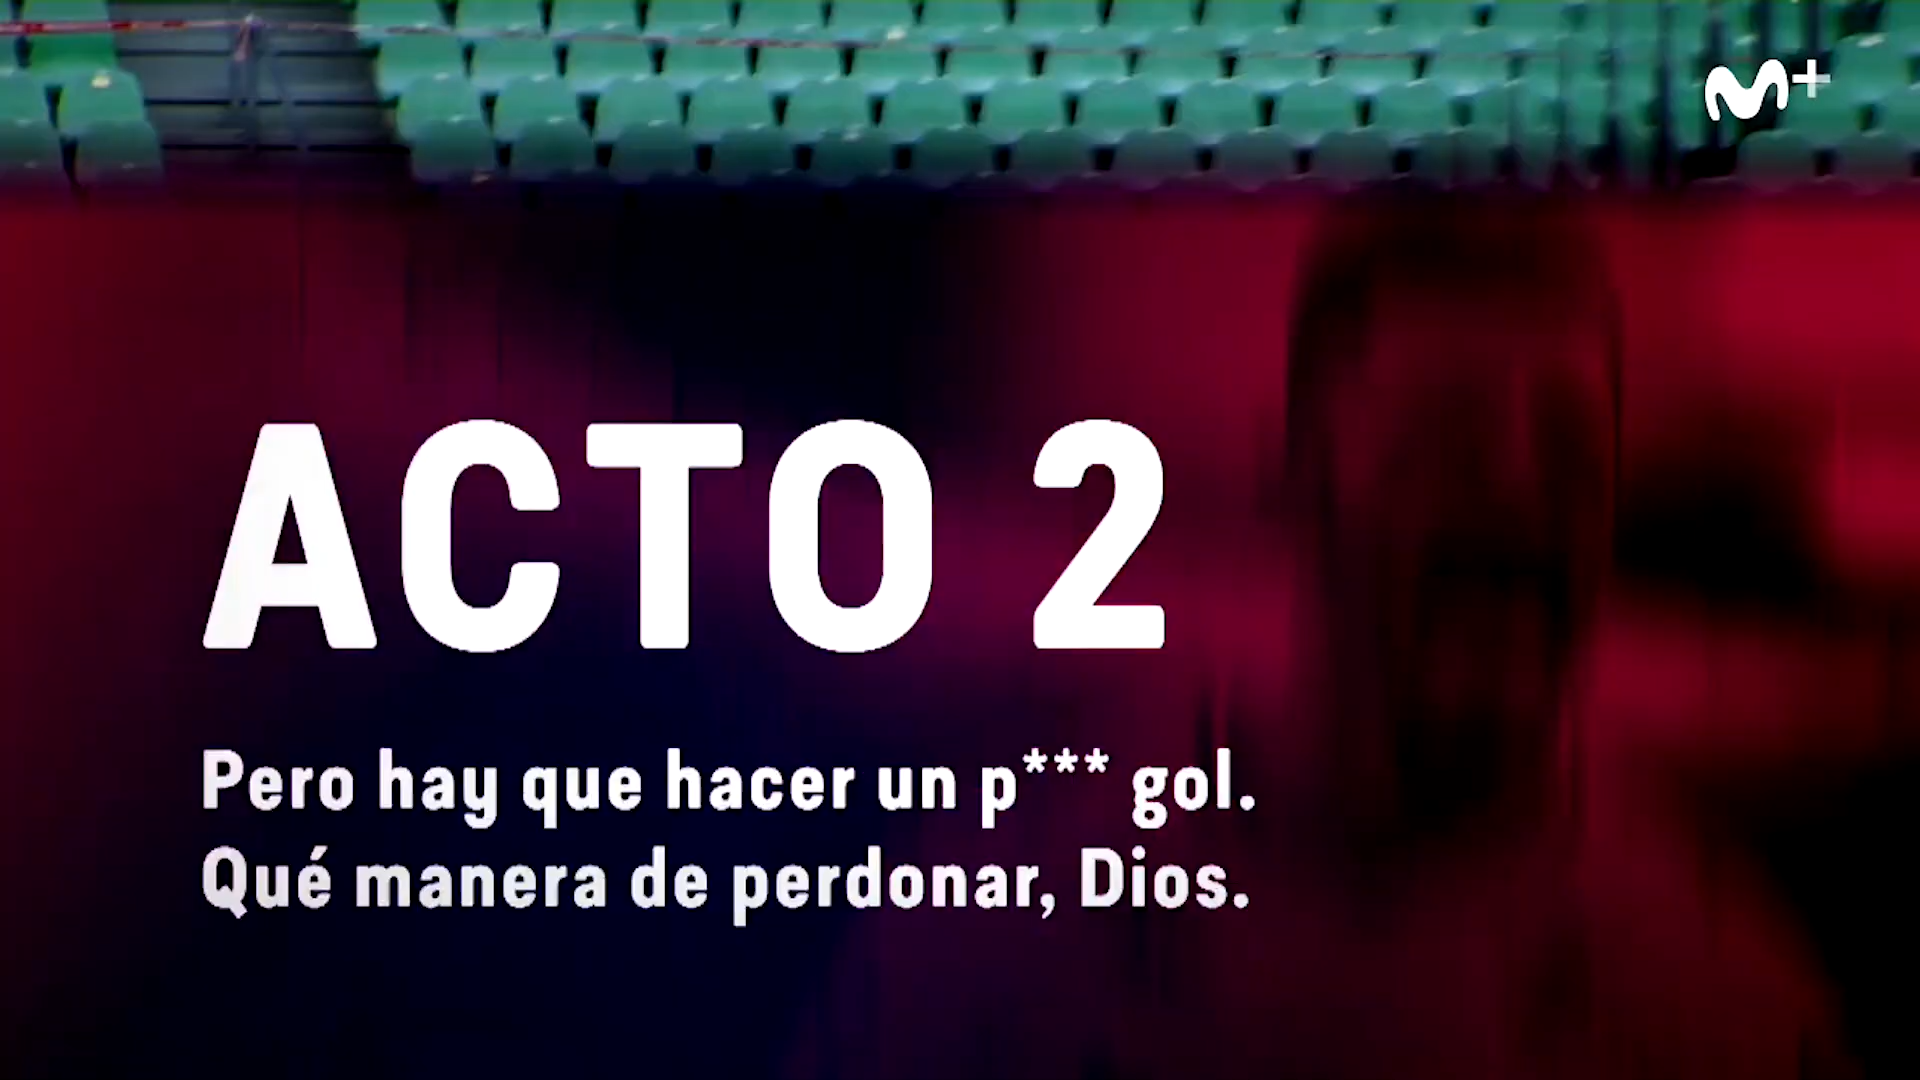 M+
ACTO 2
Pero hay que hacer un p*** gol.
Qué manera de perdonar, Dios.